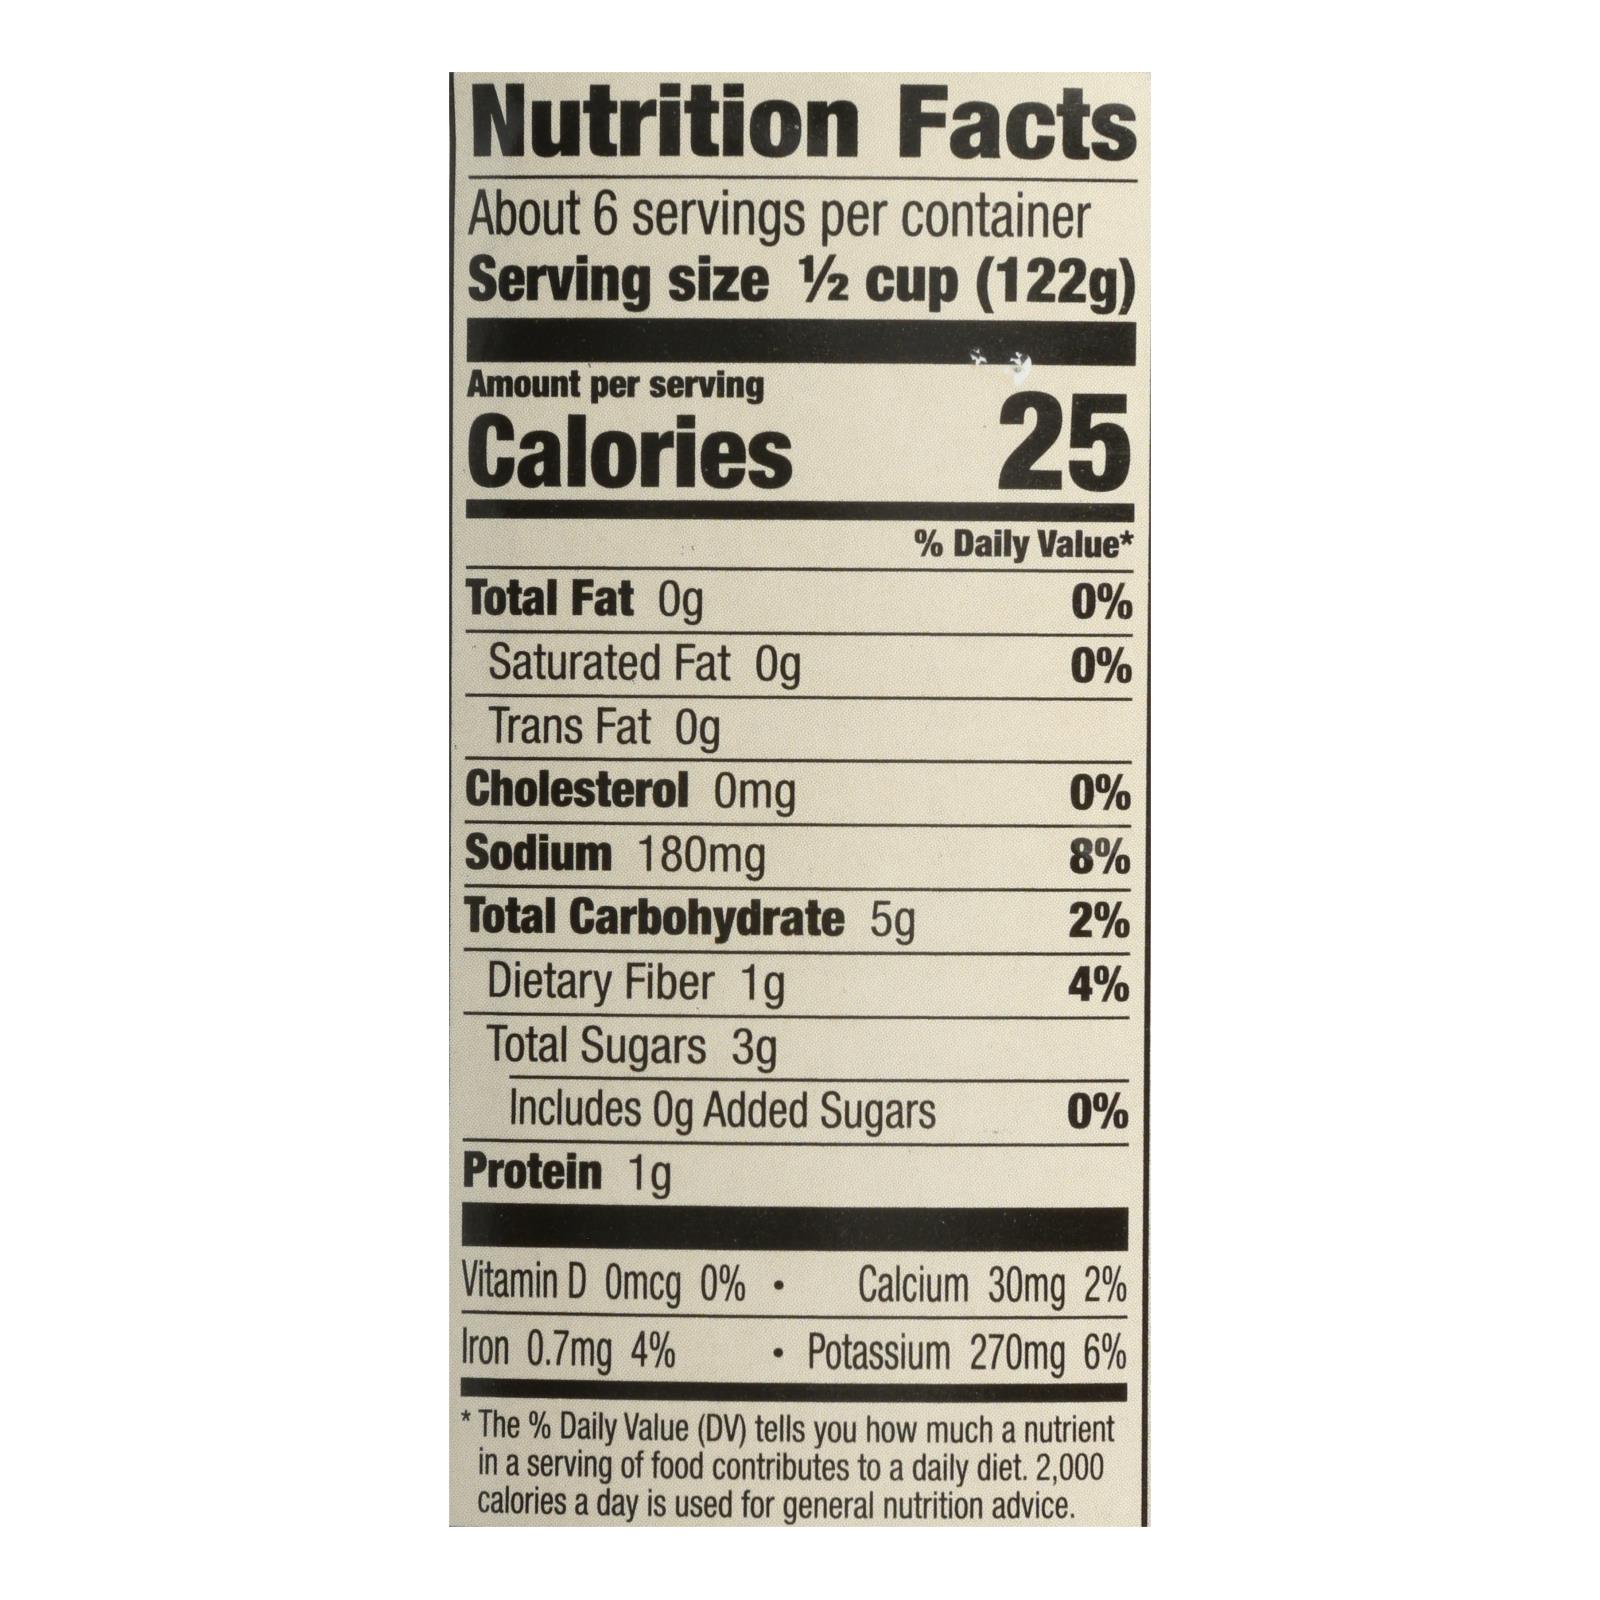 Nutrition Facts
About 6 servings per container
Serving size ½ cup (122g)
Amount per serving
Calories 25
% Daily Value*
Total Fat 0g 0%
Saturated Fat 0g 0%
Trans Fat 0g
Cholesterol 0mg 0%
Sodium 180mg 8%
Total Carbohydrate 5g 2%
Dietary Fiber 1g 4%
Total Sugars 3g
Includes 0g Added Sugars 0%
Protein 1g
Vitamin D 0mcg 0% • Calcium 30mg 2%
Iron 0.7mg 4% • Potassium 270mg 6%
* The % Daily Value (DV) tells you how much a nutrient
in a serving of food contributes to a daily diet. 2,000
calories a day is used for general nutrition advice.